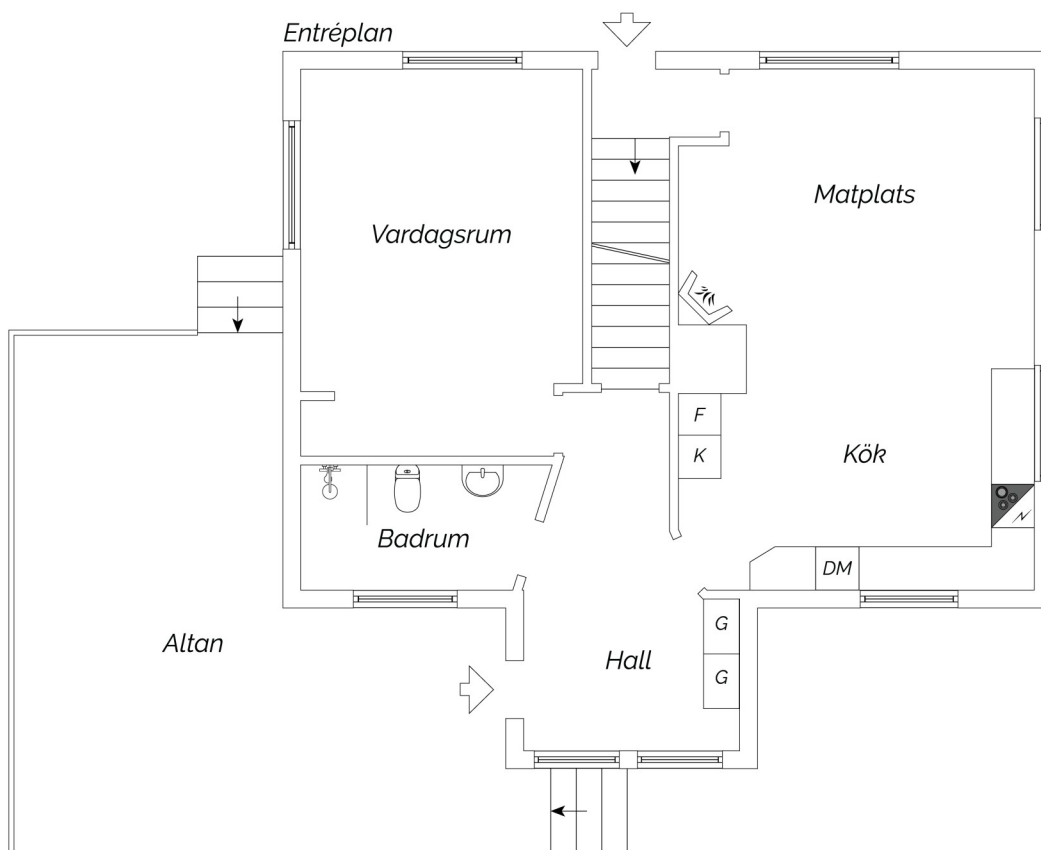 Entréplan
Matplats
Vardagsrum
F
K
Kök
Badrum
DM
G
Altan
Hall
G